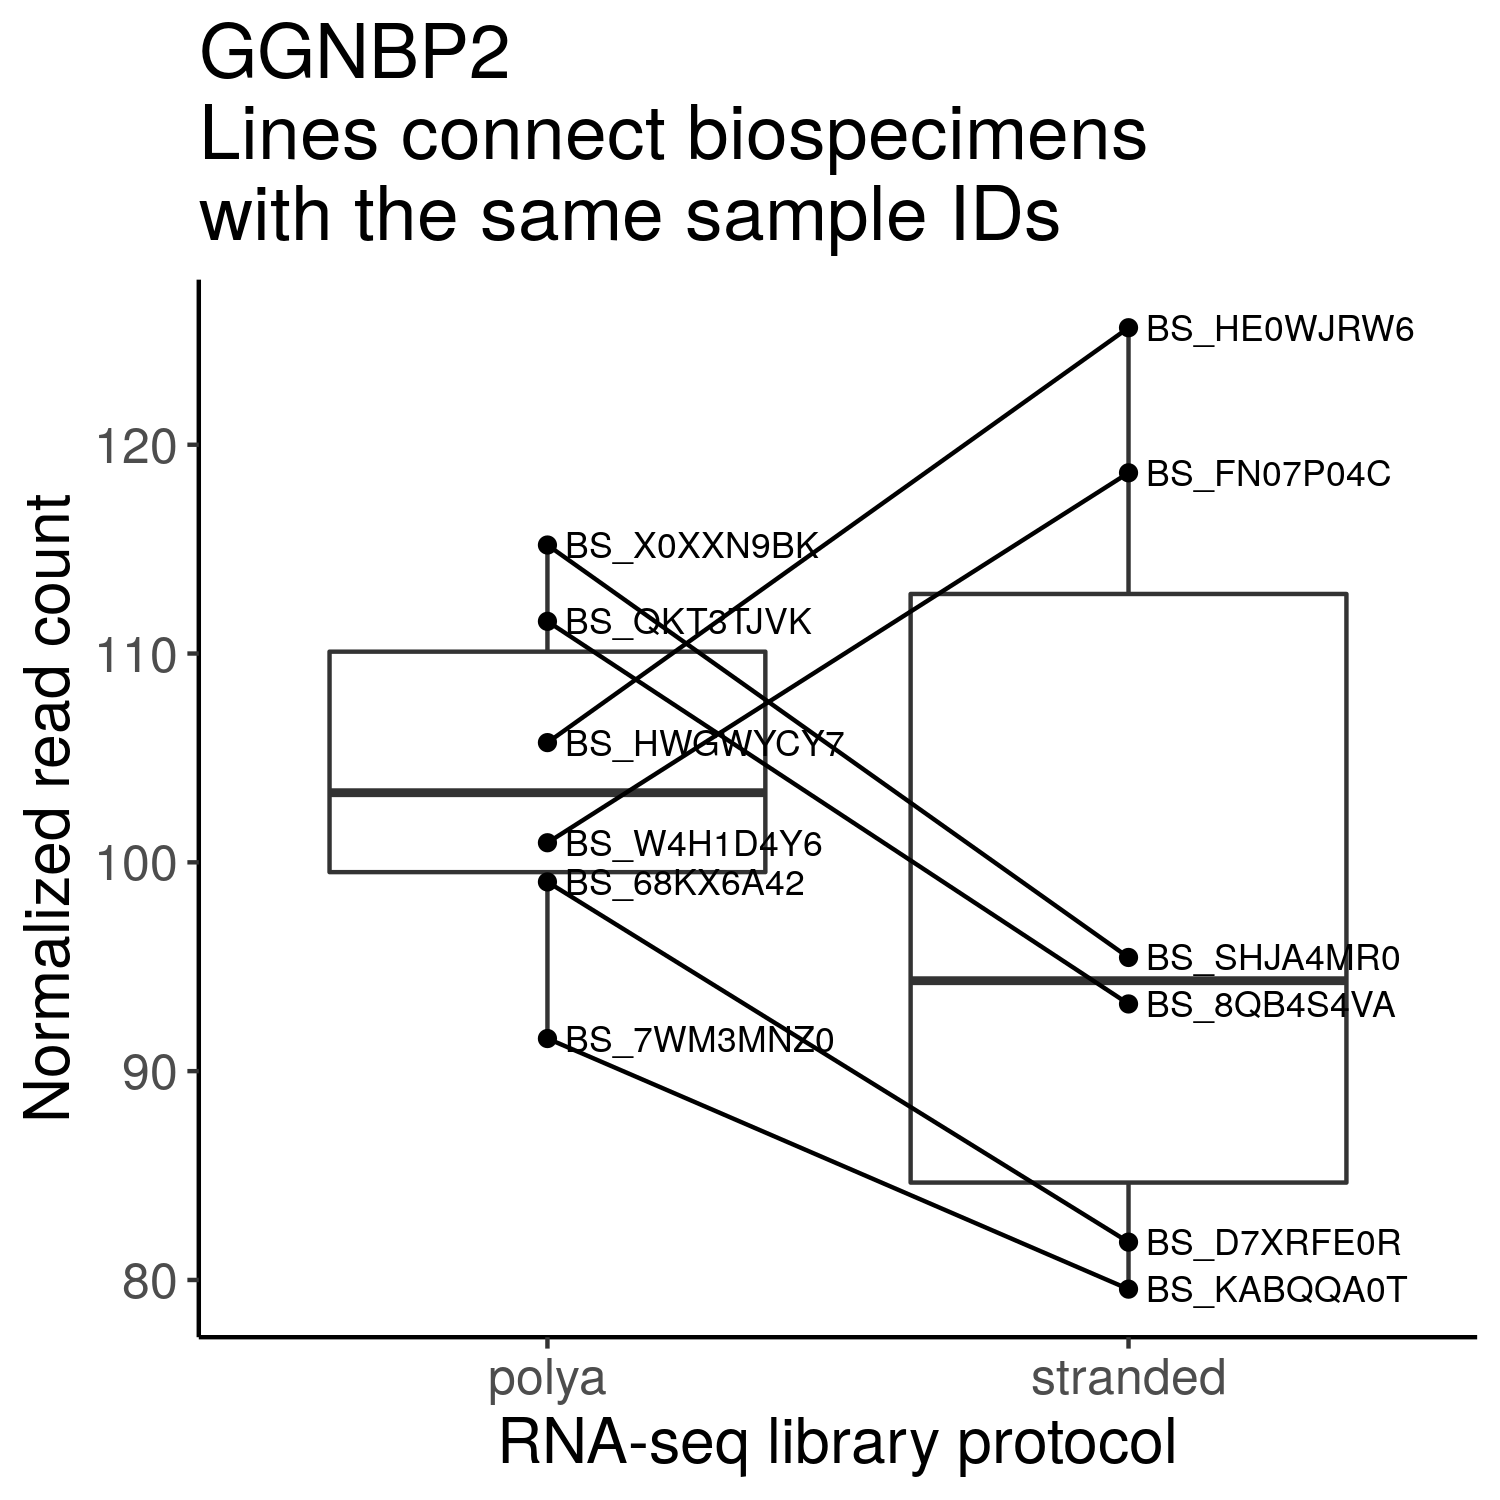 GGNBP2
Lines connect biospecimens
with the same sample IDs
Normalized read count
120
110
100
90
80
BS_X0XXN9BK
BS_QKT3TJVK
BS_HWGWYCY7
BS_W4H1D4Y6
BS_68KX6A42
BS_7WM3MNZ0
BS_HE0WJRW6
BS_FN07P04C
BS_SHJA4MR0
BS_8QB4S4VA
BS_D7XRFE0R
BS_KABQQA0T
polya
stranded
RNA-seq library protocol